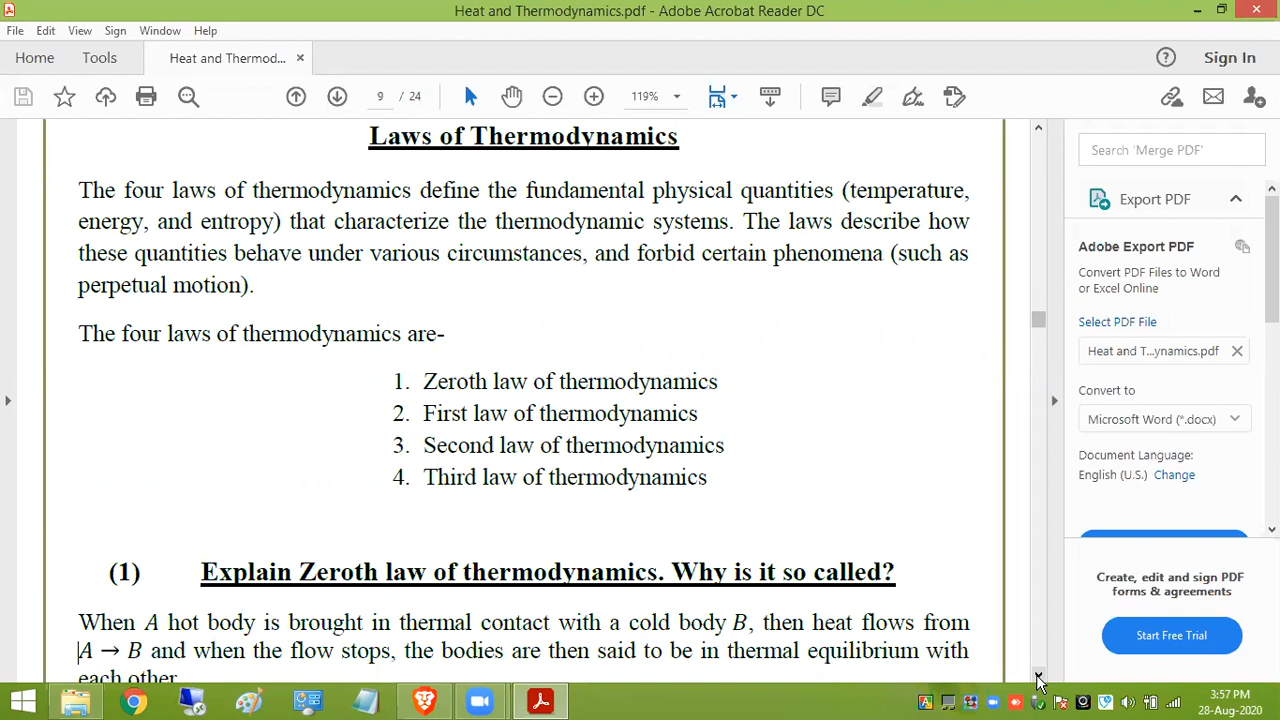 Heat and Thermodynamics.pdf - Adobe Acrobat Reader DC
File Edit View Sign Window Help
Home Tools Heat and Thermod... × Sign In
9 / 24 119%
Laws of Thermodynamics
The four laws of thermodynamics define the fundamental physical quantities (temperature,
energy, and entropy) that characterize the thermodynamic systems. The laws describe how
these quantities behave under various circumstances, and forbid certain phenomena (such as
perpetual motion).
The four laws of thermodynamics are-
1. Zeroth law of thermodynamics
2. First law of thermodynamics
3. Second law of thermodynamics
4. Third law of thermodynamics
(1) Explain Zeroth law of thermodynamics. Why is it so called?
When A hot body is brought in thermal contact with a cold body B, then heat flows from
A → B and when the flow stops, the bodies are then said to be in thermal equilibrium with
each other
Search 'Merge PDF'
Export PDF
Adobe Export PDF
Convert PDF Files to Word
or Excel Online
Select PDF File
Heat and T...ynamics.pdf
Convert to
Microsoft Word (*.docx)
Document Language:
English (U.S.) Change
Create, edit and sign PDF
forms & agreements
Start Free Trial
3:57 PM
28-Aug-2020